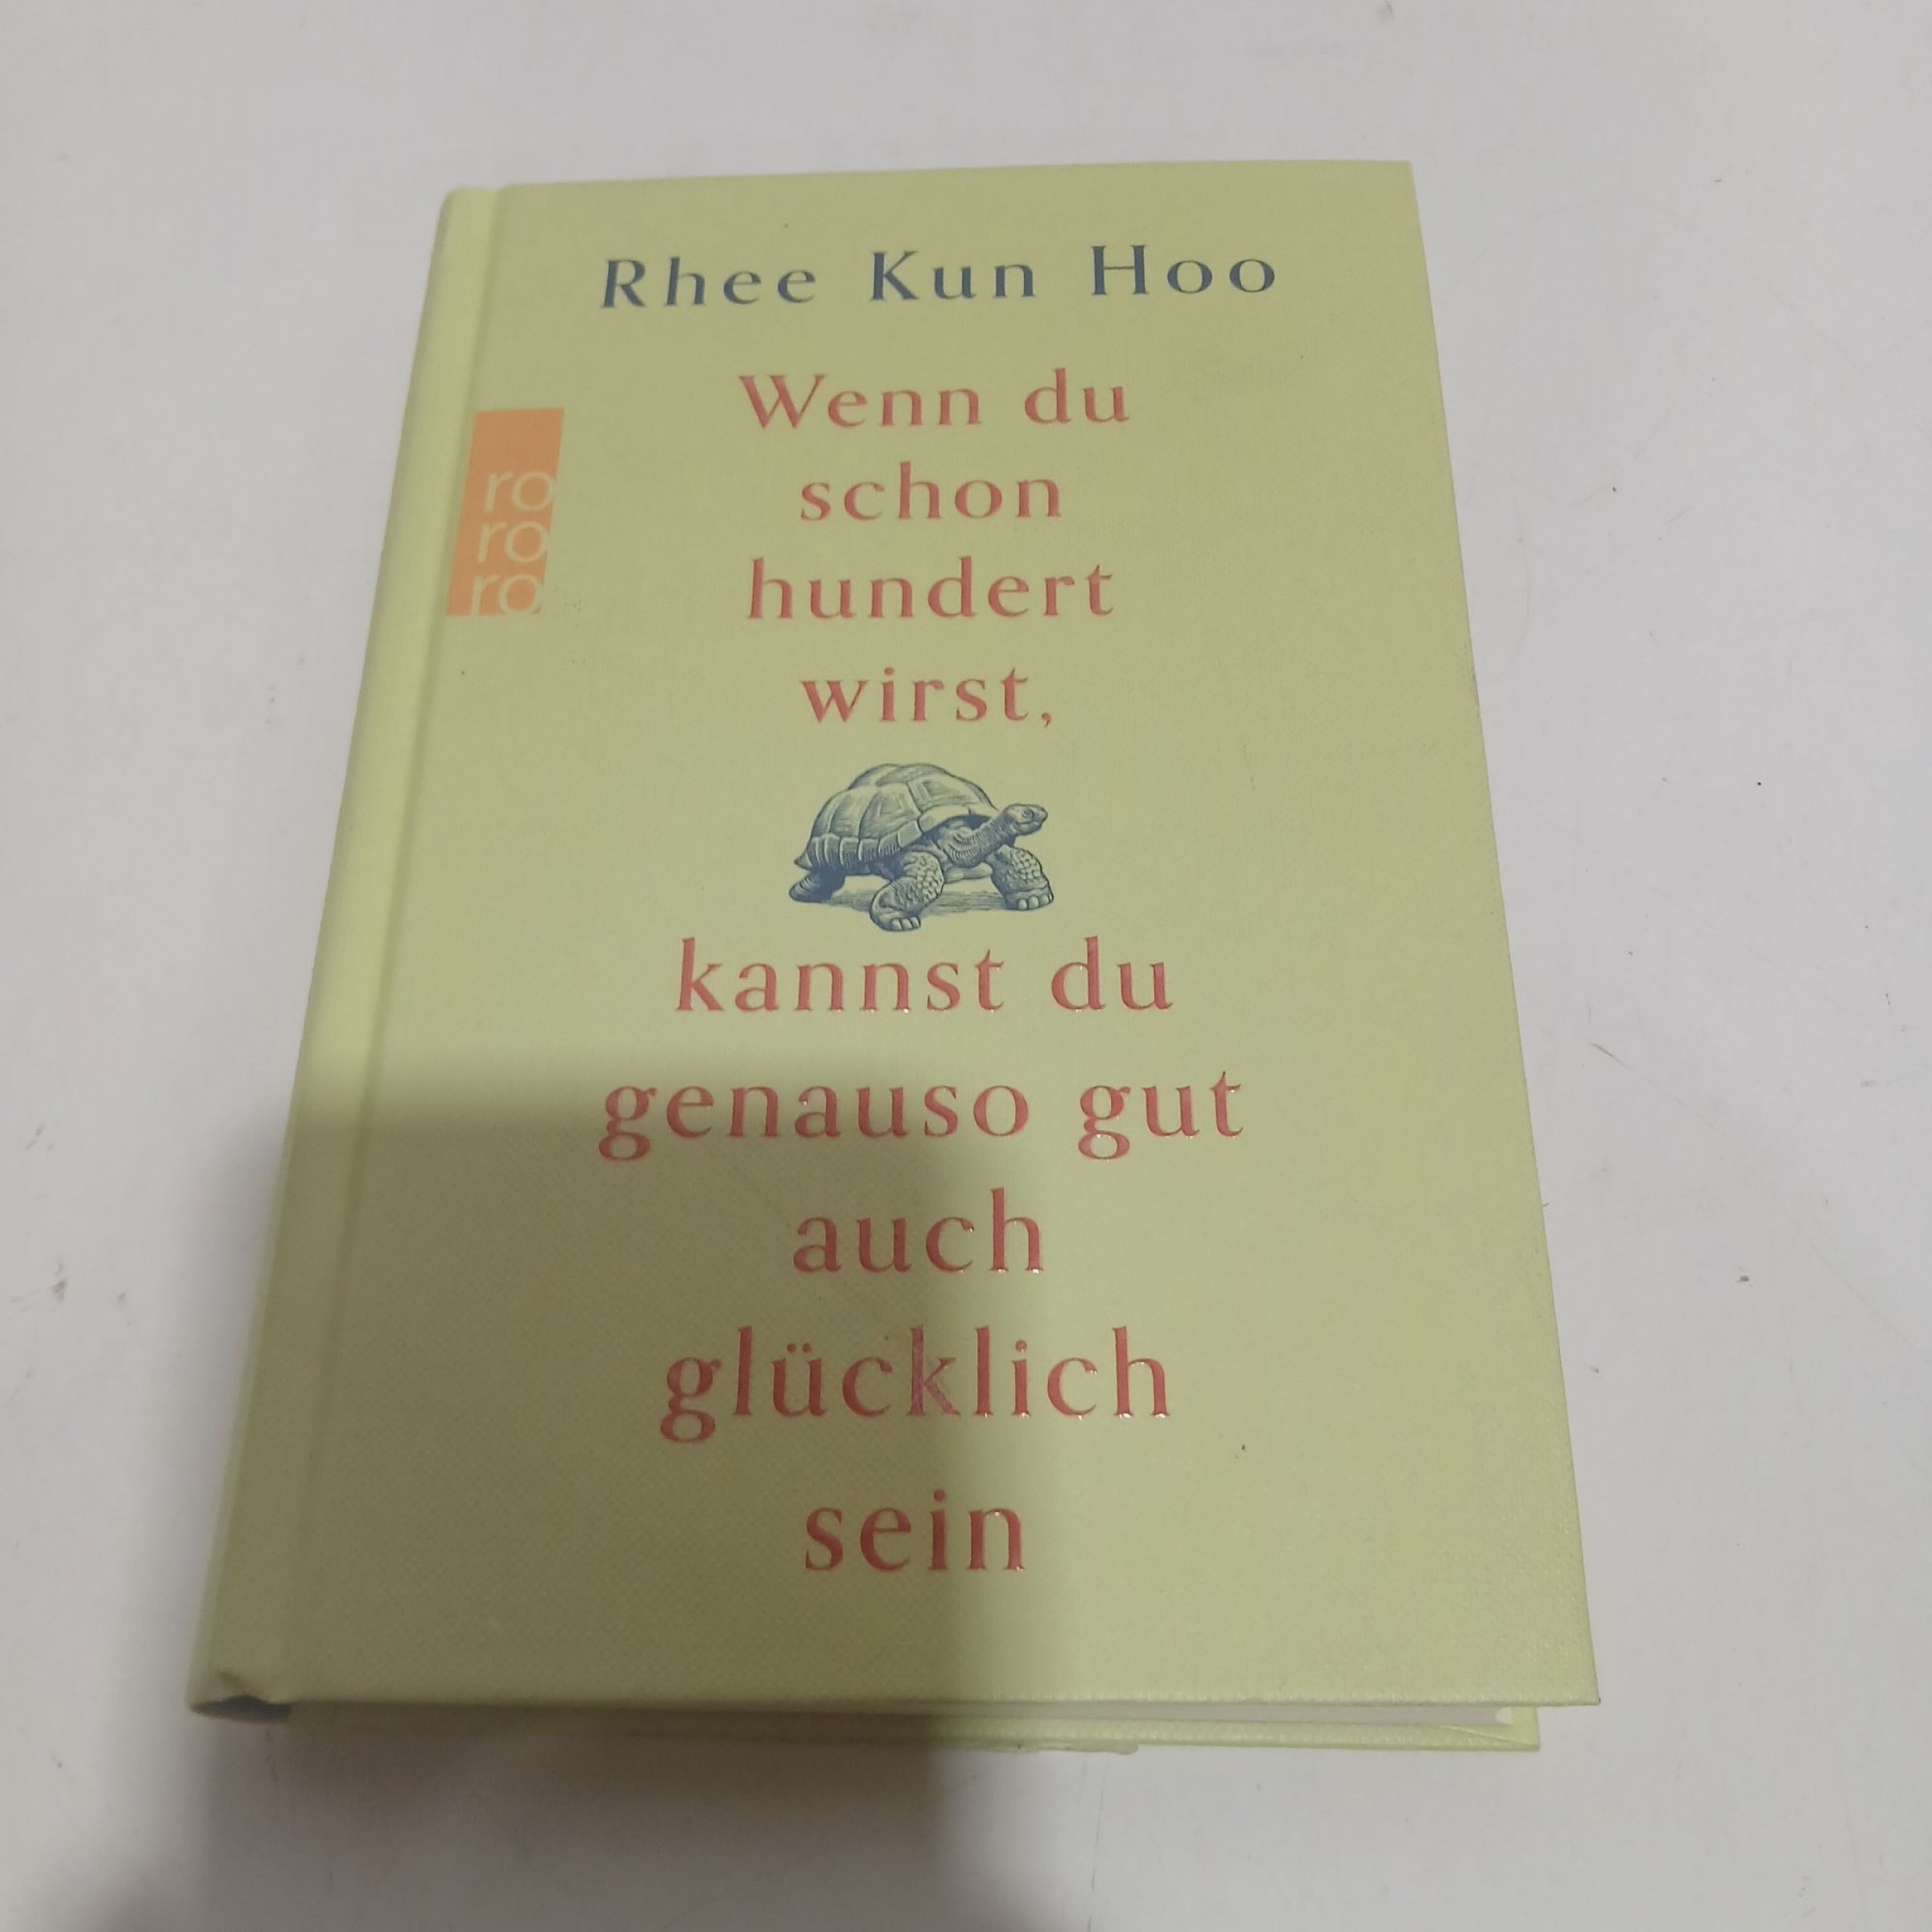 Rhee Kun Hoo
Wenn du
schon
hundert
wirst,
kannst du
genauso gut
auch
glücklich
sein
ro
ro
ro